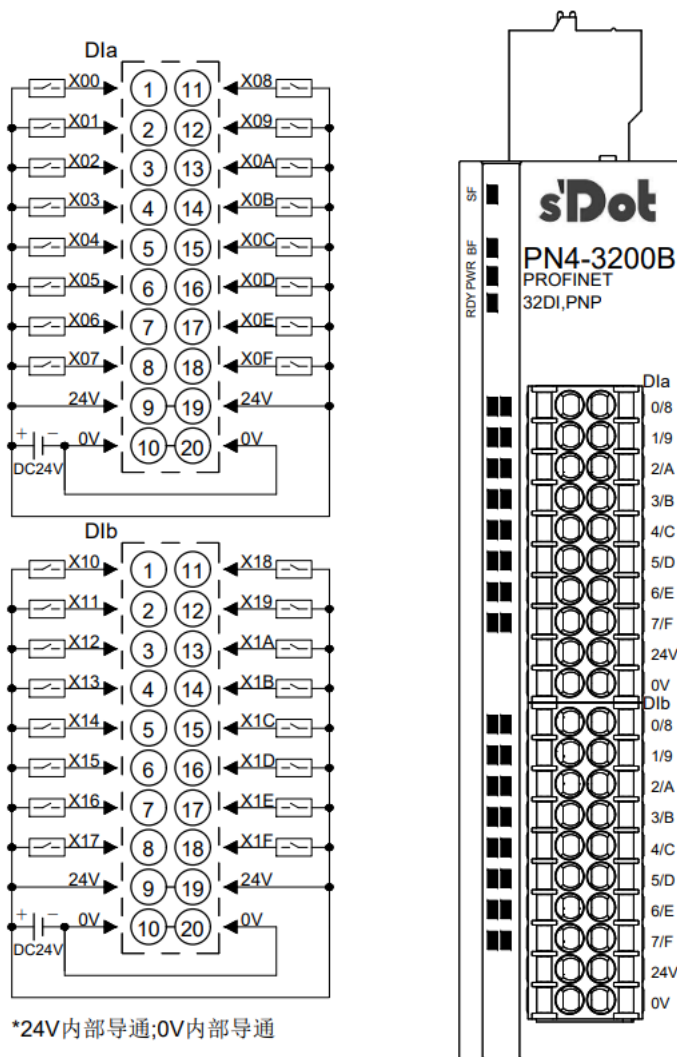 DIa
X00 1 11 X08
X01 2 12 X09
X02 3 13 X0A
X03 4 14 X0B
X04 5 15 X0C
X05 6 16 X0D
X06 7 17 X0E
X07 8 18 X0F
24V 9 19 24V
+ - 0V 10 20 0V
DC24V
DIb
X10 1 11 X18
X11 2 12 X19
X12 3 13 X1A
X13 4 14 X1B
X14 5 15 X1C
X15 6 16 X1D
X16 7 17 X1E
X17 8 18 X1F
24V 9 19 24V
+ - 0V 10 20 0V
DC24V
*24V内部导通;0V内部导通
s'Dot
PN4-3200B
PROFINET
32DI,PNP
SF
BF
PWR
RDY
DIa
0/8
1/9
2/A
3/B
4/C
5/D
6/E
7/F
24V
0V
DIb
0/8
1/9
2/A
3/B
4/C
5/D
6/E
7/F
24V
0V